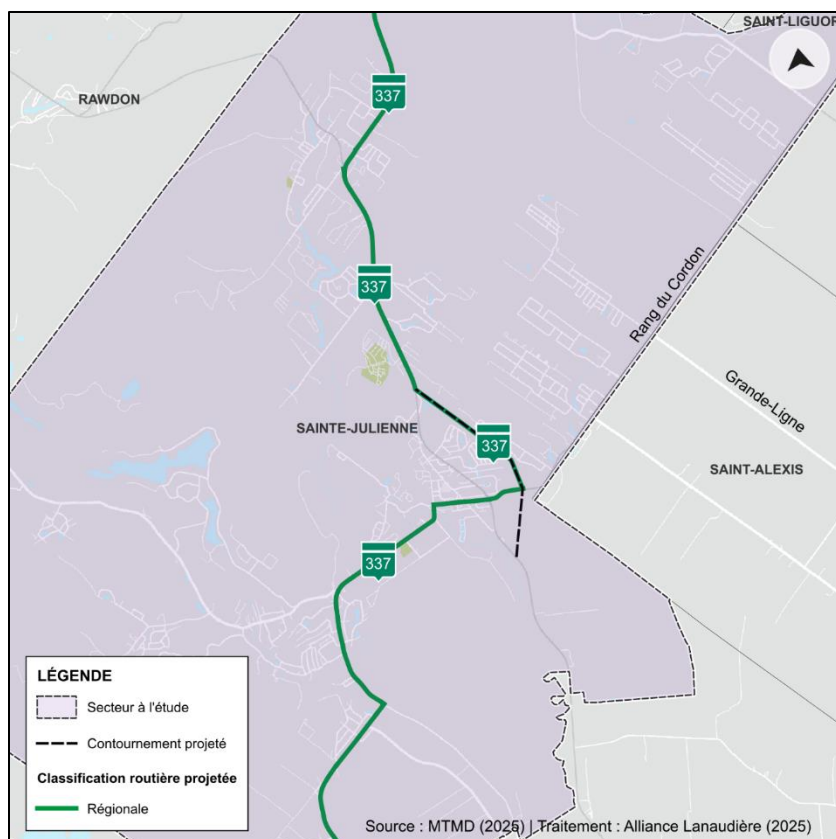 SAINT-LIGUOR
RAWDON
337
337
Rang du Cordon
Grande-Ligne
SAINTE-JULIENNE
337
SAINT-ALEXIS
337
LÉGENDE
Secteur à l'étude
Contournement projeté
Classification routière projetée
Régionale
Source : MTMD (2025) | Traitement : Alliance Lanaudière (2025)